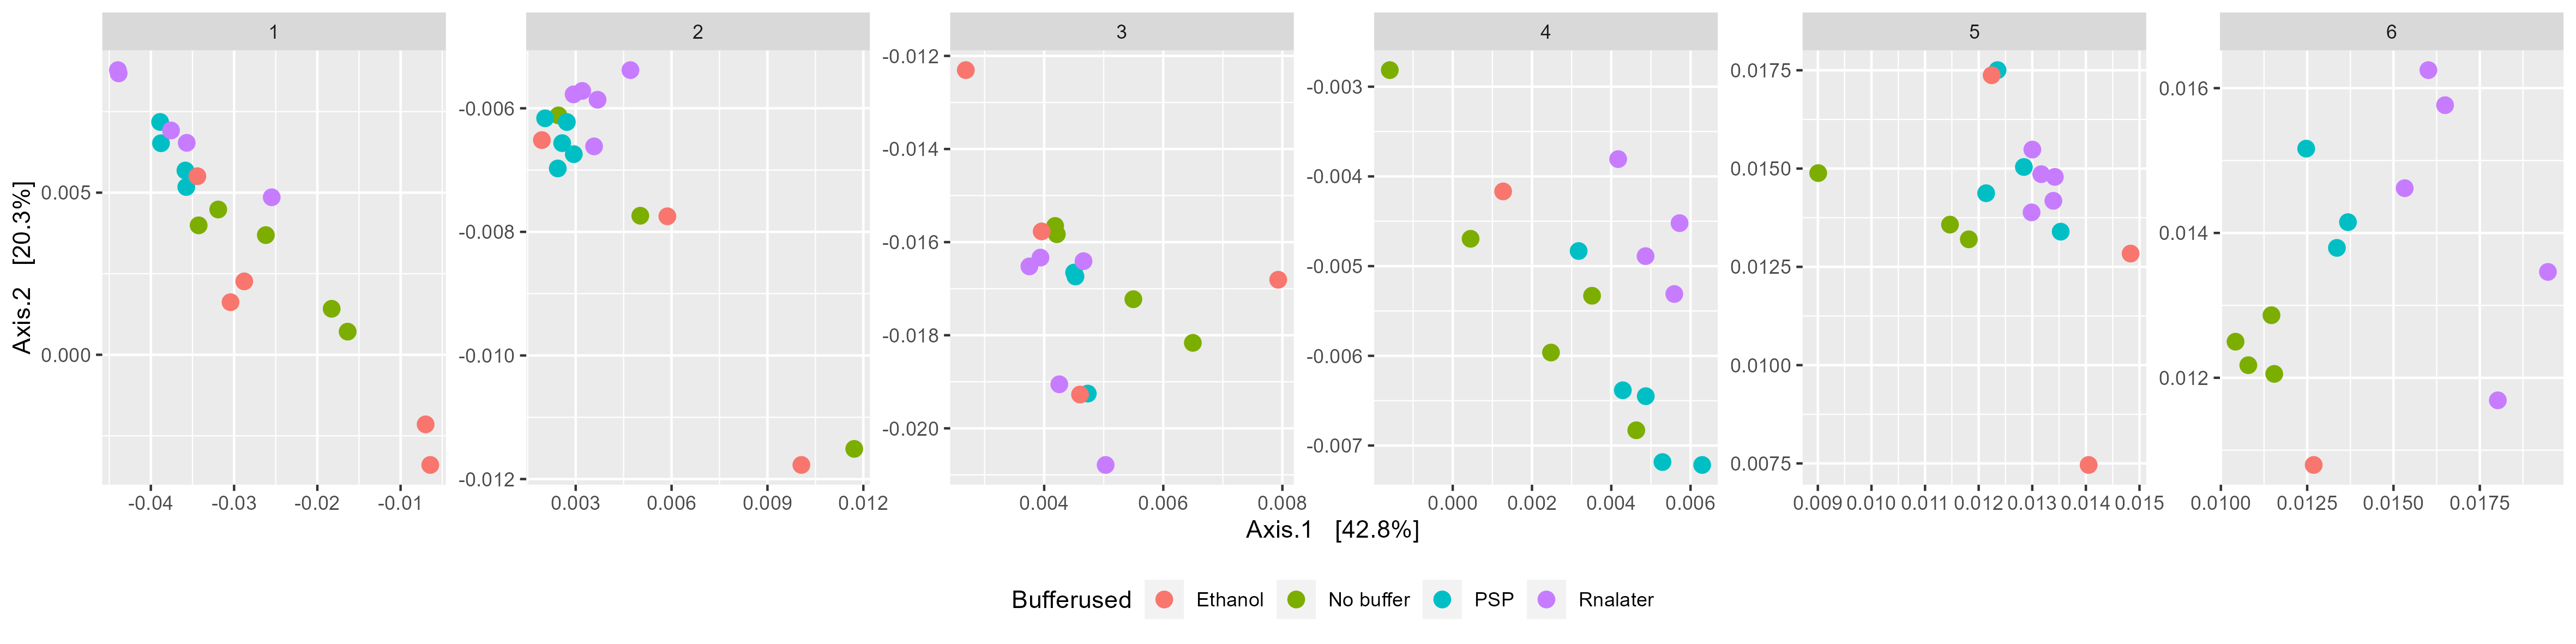 1 2 3 4 5 6
Axis.2 [20.3%]
0.005
0.000
-0.04 -0.03 -0.02 -0.01
-0.006
-0.008
-0.010
-0.012
0.003 0.006 0.009 0.012
-0.012
-0.014
-0.016
-0.018
-0.020
0.004 0.006 0.008
-0.003
-0.004
-0.005
-0.006
-0.007
0.000 0.002 0.004 0.006
0.0175
0.0150
0.0125
0.0100
0.0075
0.009 0.010 0.011 0.012 0.013 0.014 0.015
0.016
0.014
0.012
0.0100 0.0125 0.0150 0.0175
Axis.1 [42.8%]
Bufferused Ethanol No buffer PSP Rnalater